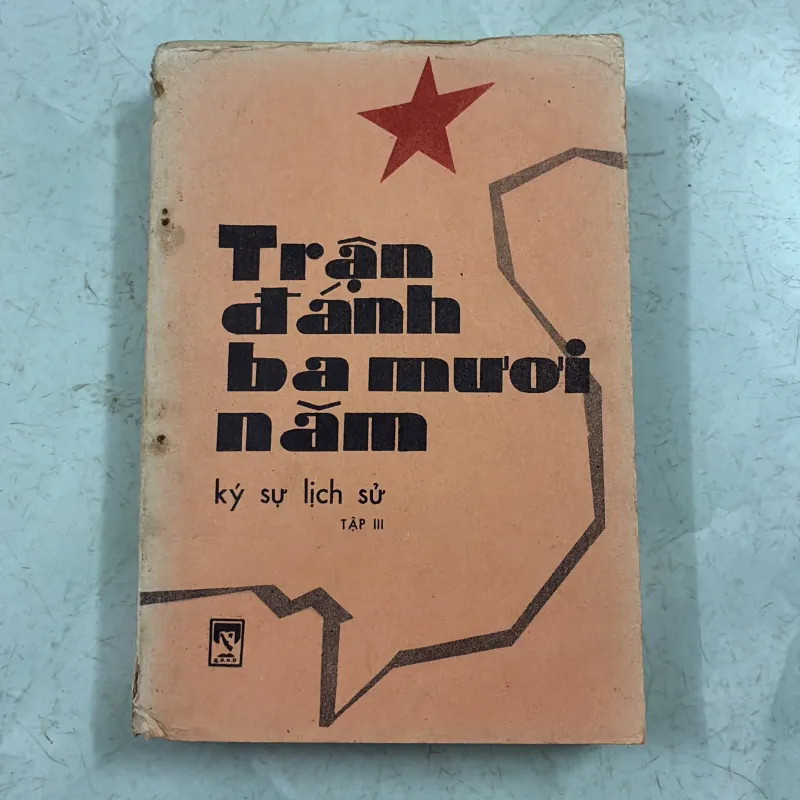 Trận
đánh
ba mươi
năm
ký sự lịch sử
TẬP III